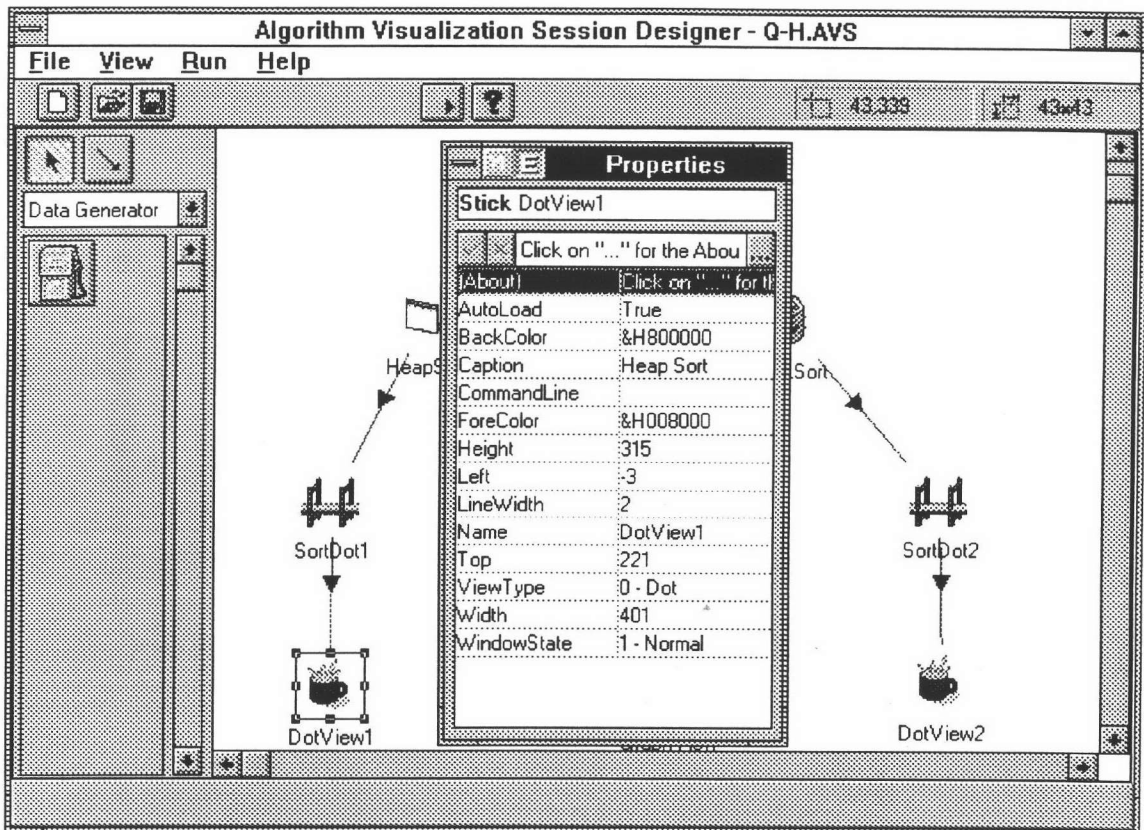 Algorithm Visualization Session Designer - Q-H.AVS
File View Run Help
43,339 43x43
Data Generator
Properties
Stick DotView1
Click on "..." for the Abou ...
(About) Click on "..." for th
AutoLoad True
BackColor &H800000
Caption Heap Sort
CommandLine
ForeColor &H008000
Height 315
Left -3
LineWidth 2
Name DotView1
Top 221
ViewType 0 - Dot
Width 401
WindowState 1 - Normal
HeapS
Sort
SortDot1
SortDot2
DotView1
DotView2